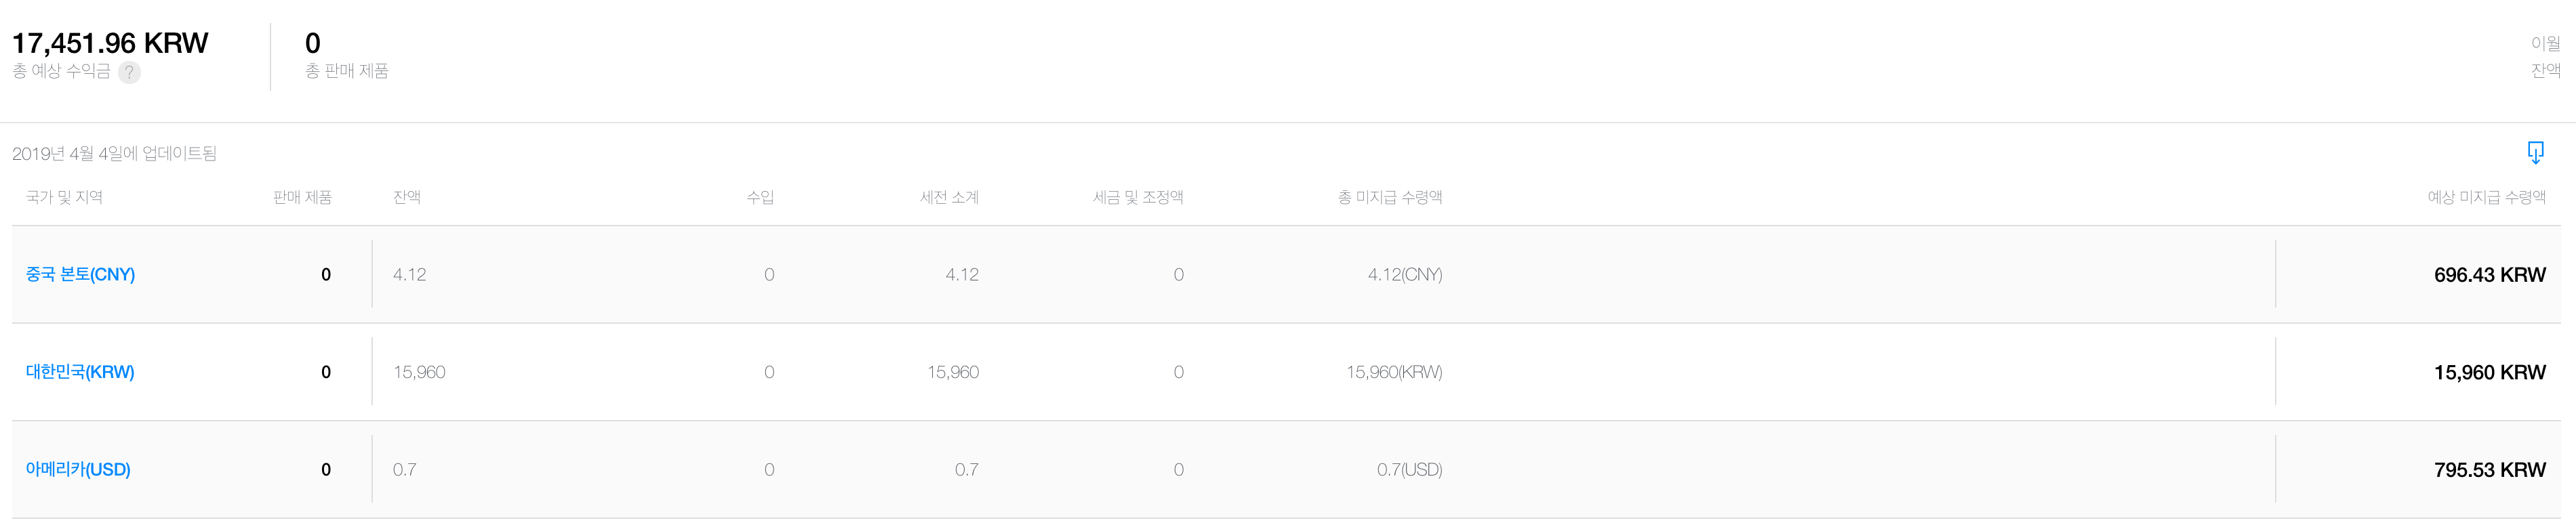 17,451.96 KRW
총 예상 수익금 ?
0
총 판매 제품
이월
잔액
2019년 4월 4일에 업데이트됨
국가 및 지역 판매 제품 잔액 수입 세전 소계 세금 및 조정액 총 미지급 수령액 예상 미지급 수령액
중국 본토(CNY) 0 4.12 0 4.12 0 4.12(CNY) 696.43 KRW
대한민국(KRW) 0 15,960 0 15,960 0 15,960(KRW) 15,960 KRW
아메리카(USD) 0 0.7 0 0.7 0 0.7(USD) 795.53 KRW